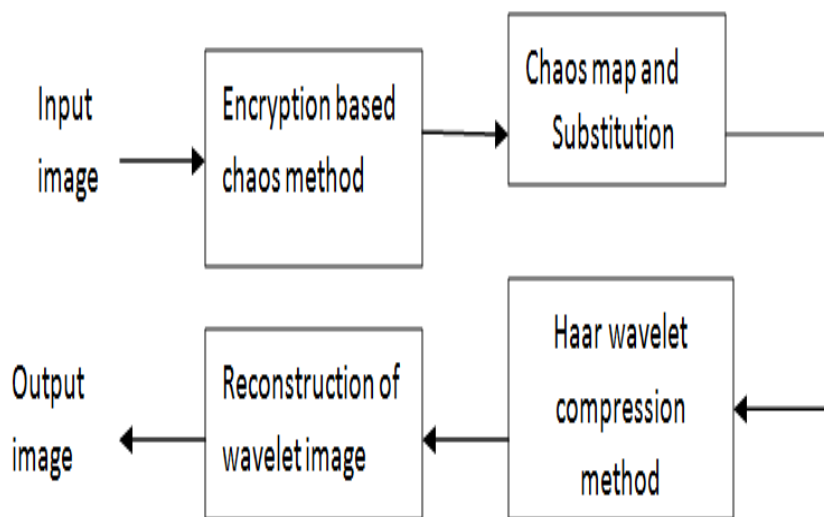 Input
image
Encryption based
chaos method
Chaos map and
Substitution
Haar wavelet
compression
method
Reconstruction of
wavelet image
Output
image